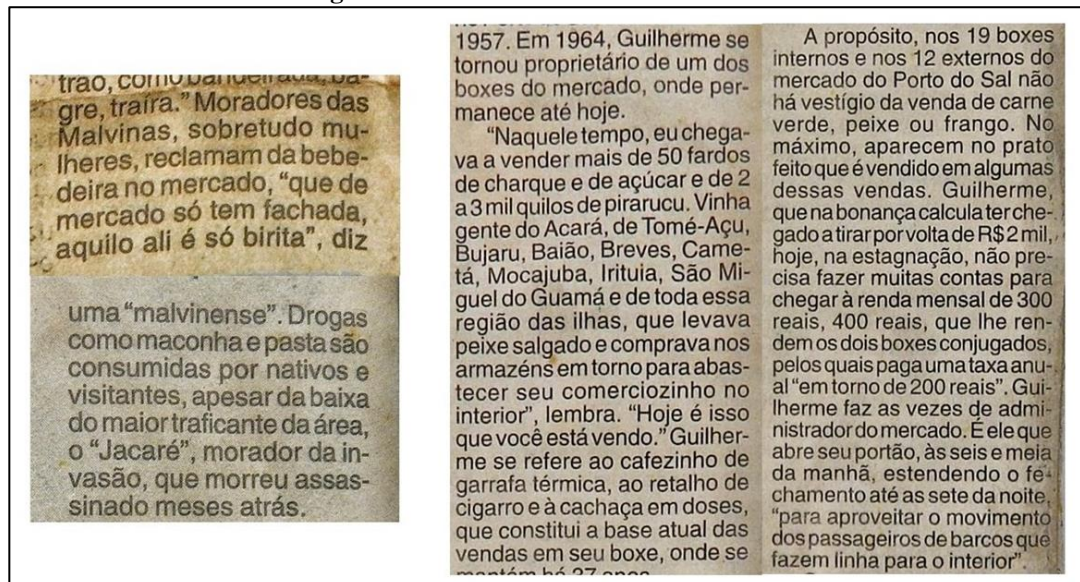 trão, como bandeirada, ba-
gre, traíra." Moradores das
Malvinas, sobretudo mu-
lheres, reclamam da bebe-
deira no mercado, "que de
mercado só tem fachada,
aquilo ali é só birita", diz
uma "malvinense". Drogas
como maconha e pasta são
consumidas por nativos e
visitantes, apesar da baixa
do maior traficante da área,
o "Jacaré", morador da in-
vasão, que morreu assas-
sinado meses atrás.
1957. Em 1964, Guilherme se
tornou proprietário de um dos
boxes do mercado, onde per-
manece até hoje.
"Naquele tempo, eu chega-
va a vender mais de 50 fardos
de charque e de açúcar e de 2
a 3 mil quilos de pirarucu. Vinha
gente do Acará, de Tomé-Açu,
Bujaru, Baião, Breves, Came-
tá, Mocajuba, Irituia, São Mi-
guel do Guamá e de toda essa
região das ilhas, que levava
peixe salgado e comprava nos
armazéns em torno para abas-
tecer seu comerciozinho no
interior", lembra. "Hoje é isso
que você está vendo." Guilher-
me se refere ao cafezinho de
garrafa térmica, ao retalho de
cigarro e à cachaça em doses,
que constitui a base atual das
vendas em seu boxe, onde se
mantém há 37 anos
A propósito, nos 19 boxes
internos e nos 12 externos do
mercado do Porto do Sal não
há vestígio da venda de carne
verde, peixe ou frango. No
máximo, aparecem no prato
feito que é vendido em algumas
dessas vendas. Guilherme,
que na bonança calcula ter che-
gado a tirar por volta de R$ 2 mil,
hoje, na estagnação, não pre-
cisa fazer muitas contas para
chegar à renda mensal de 300
reais, 400 reais, que lhe ren-
dem os dois boxes conjugados,
pelos quais paga uma taxa anu-
al "em torno de 200 reais". Gui-
lherme faz as vezes de admi-
nistrador do mercado. É ele que
abre seu portão, às seis e meia
da manhã, estendendo o fe-
chamento até as sete da noite,
"para aproveitar o movimento
dos passageiros de barcos que
fazem linha para o interior".